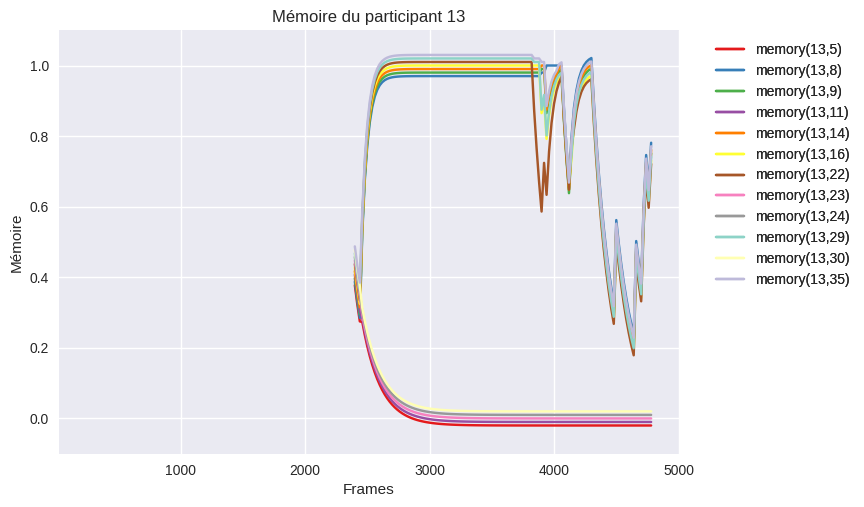 Mémoire du participant 13
Mémoire
1.0
0.8
0.6
0.4
0.2
0.0
1000
2000
3000
4000
5000
Frames
memory(13,5)
memory(13,8)
memory(13,9)
memory(13,11)
memory(13,14)
memory(13,16)
memory(13,22)
memory(13,23)
memory(13,24)
memory(13,29)
memory(13,30)
memory(13,35)